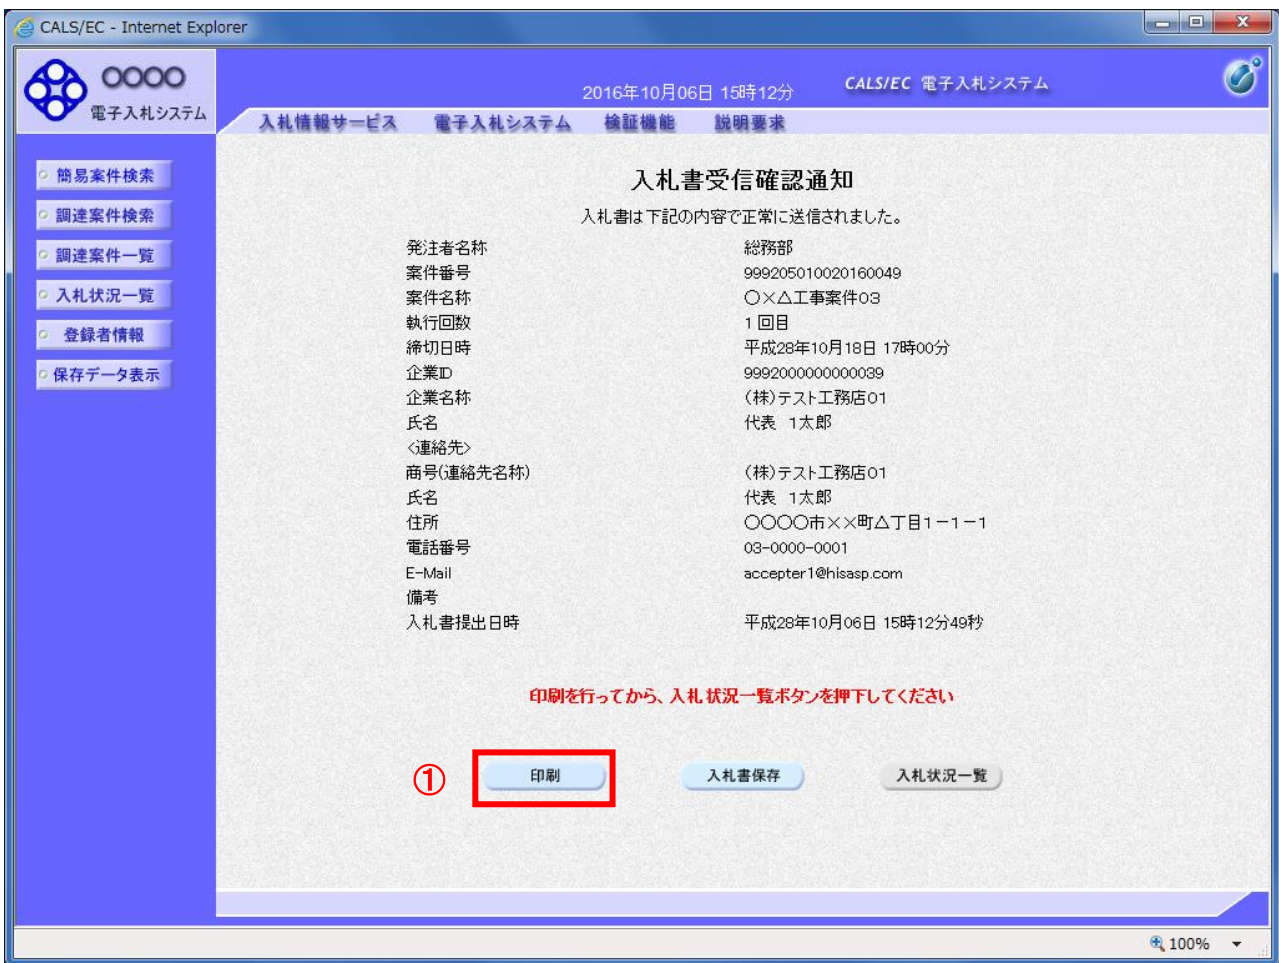 CALS/EC - Internet Explorer
〇〇〇〇
電子入札システム
2016年10月06日 15時12分
CALS/EC 電子入札システム
入札情報サービス 電子入札システム 検証機能 説明要求
簡易案件検索
調達案件検索
調達案件一覧
入札状況一覧
登録者情報
保存データ表示
入札書受信確認通知
入札書は下記の内容で正常に送信されました。
発注者名称 総務部
案件番号 999205010020160049
案件名称 〇×△工事案件03
執行回数 1回目
締切日時 平成28年10月18日 17時00分
企業ID 9992000000000039
企業名称 (株)テスト工務店01
氏名 代表 1太郎
<連絡先>
商号(連絡先名称) (株)テスト工務店01
氏名 代表 1太郎
住所 〇〇〇〇市××町△丁目1-1-1
電話番号 03-0000-0001
E-Mail accepter1@hisasp.com
備考
入札書提出日時 平成28年10月06日 15時12分49秒
印刷を行ってから、入札状況一覧ボタンを押下してください
① 印刷 入札書保存 入札状況一覧
100%